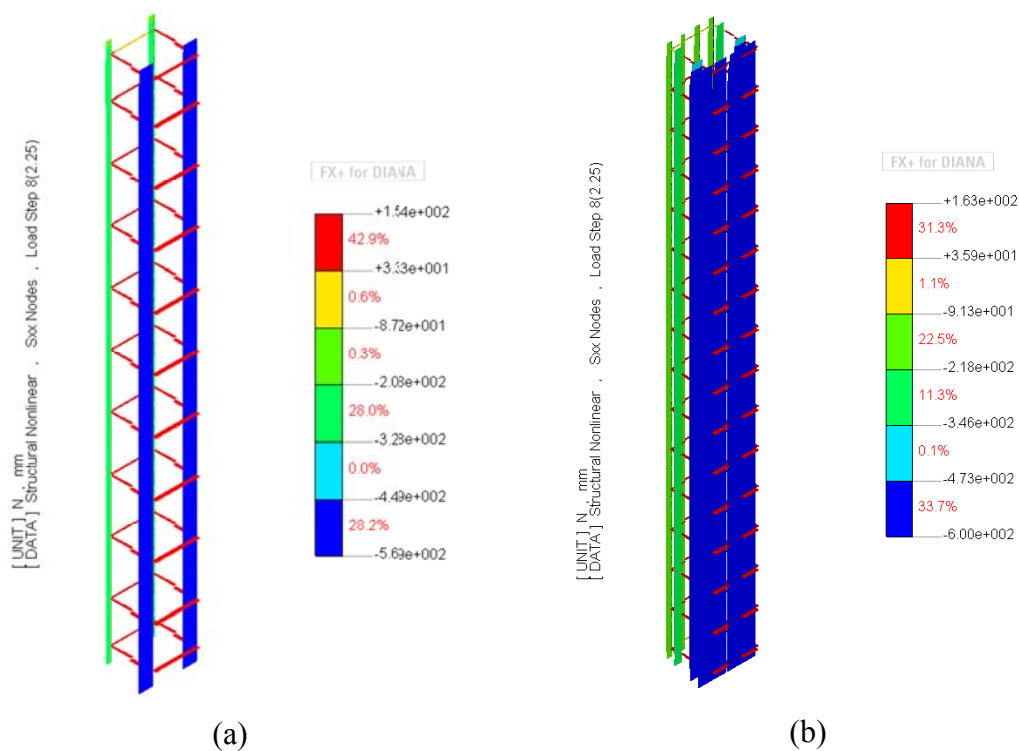 [ UNIT ] N , mm
[ DATA ] Structural Nonlinear , Sxx Nodes , Load Step 8(2.25)
FX+ for DIANA
+1.54e+002
42.9%
+3.33e+001
0.6%
-8.72e+001
0.3%
-2.08e+002
28.0%
-3.28e+002
0.0%
-4.49e+002
28.2%
-5.69e+002
(a)
[ UNIT ] N , mm
[ DATA ] Structural Nonlinear , Sxx Nodes , Load Step 8(2.25)
FX+ for DIANA
+1.63e+002
31.3%
+3.59e+001
1.1%
-9.13e+001
22.5%
-2.18e+002
11.3%
-3.46e+002
0.1%
-4.73e+002
33.7%
-6.00e+002
(b)